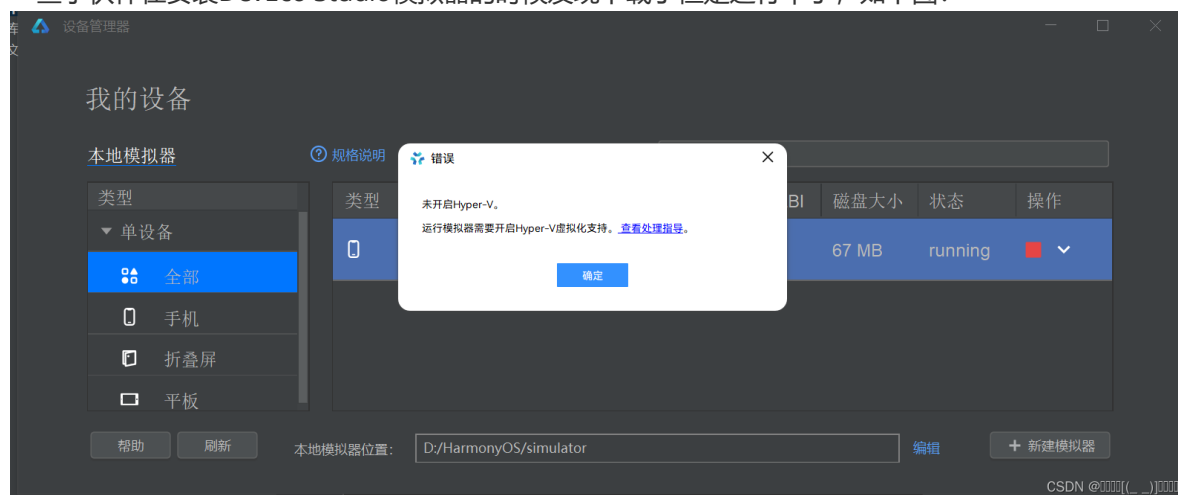 设备管理器
我的设备
本地模拟器
规格说明
错误
类型
类型
BI
磁盘大小
状态
操作
未开启Hyper-V。
运行模拟器需要开启Hyper-V虚拟化支持。 查看处理指导。
单设备
67 MB
running
全部
确定
手机
折叠屏
平板
帮助
刷新
本地模拟器位置：
D:/HarmonyOS/simulator
编辑
+ 新建模拟器
CSDN @